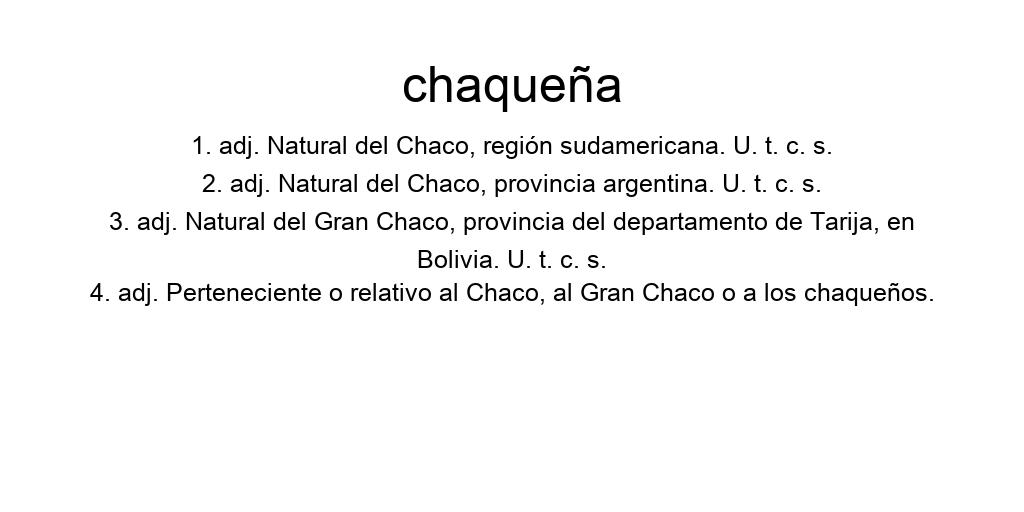 chaqueña
1. adj. Natural del Chaco, región sudamericana. U. t. c. s.
2. adj. Natural del Chaco, provincia argentina. U. t. c. s.
3. adj. Natural del Gran Chaco, provincia del departamento de Tarija, en
Bolivia. U. t. c. s.
4. adj. Perteneciente o relativo al Chaco, al Gran Chaco o a los chaqueños.